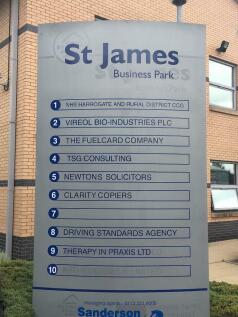 St James
Business Park
1 NHS HARROGATE AND RURAL DISTRICT CCG
2 VIREOL BIO-INDUSTRIES PLC
3 THE FUELCARD COMPANY
4 TSG CONSULTING
5 NEWTONS SOLICITORS
6 CLARITY COPIERS
7
8 DRIVING STANDARDS AGENCY
9 THERAPY IN PRAXIS LTD
10
managing agents
Sanderson